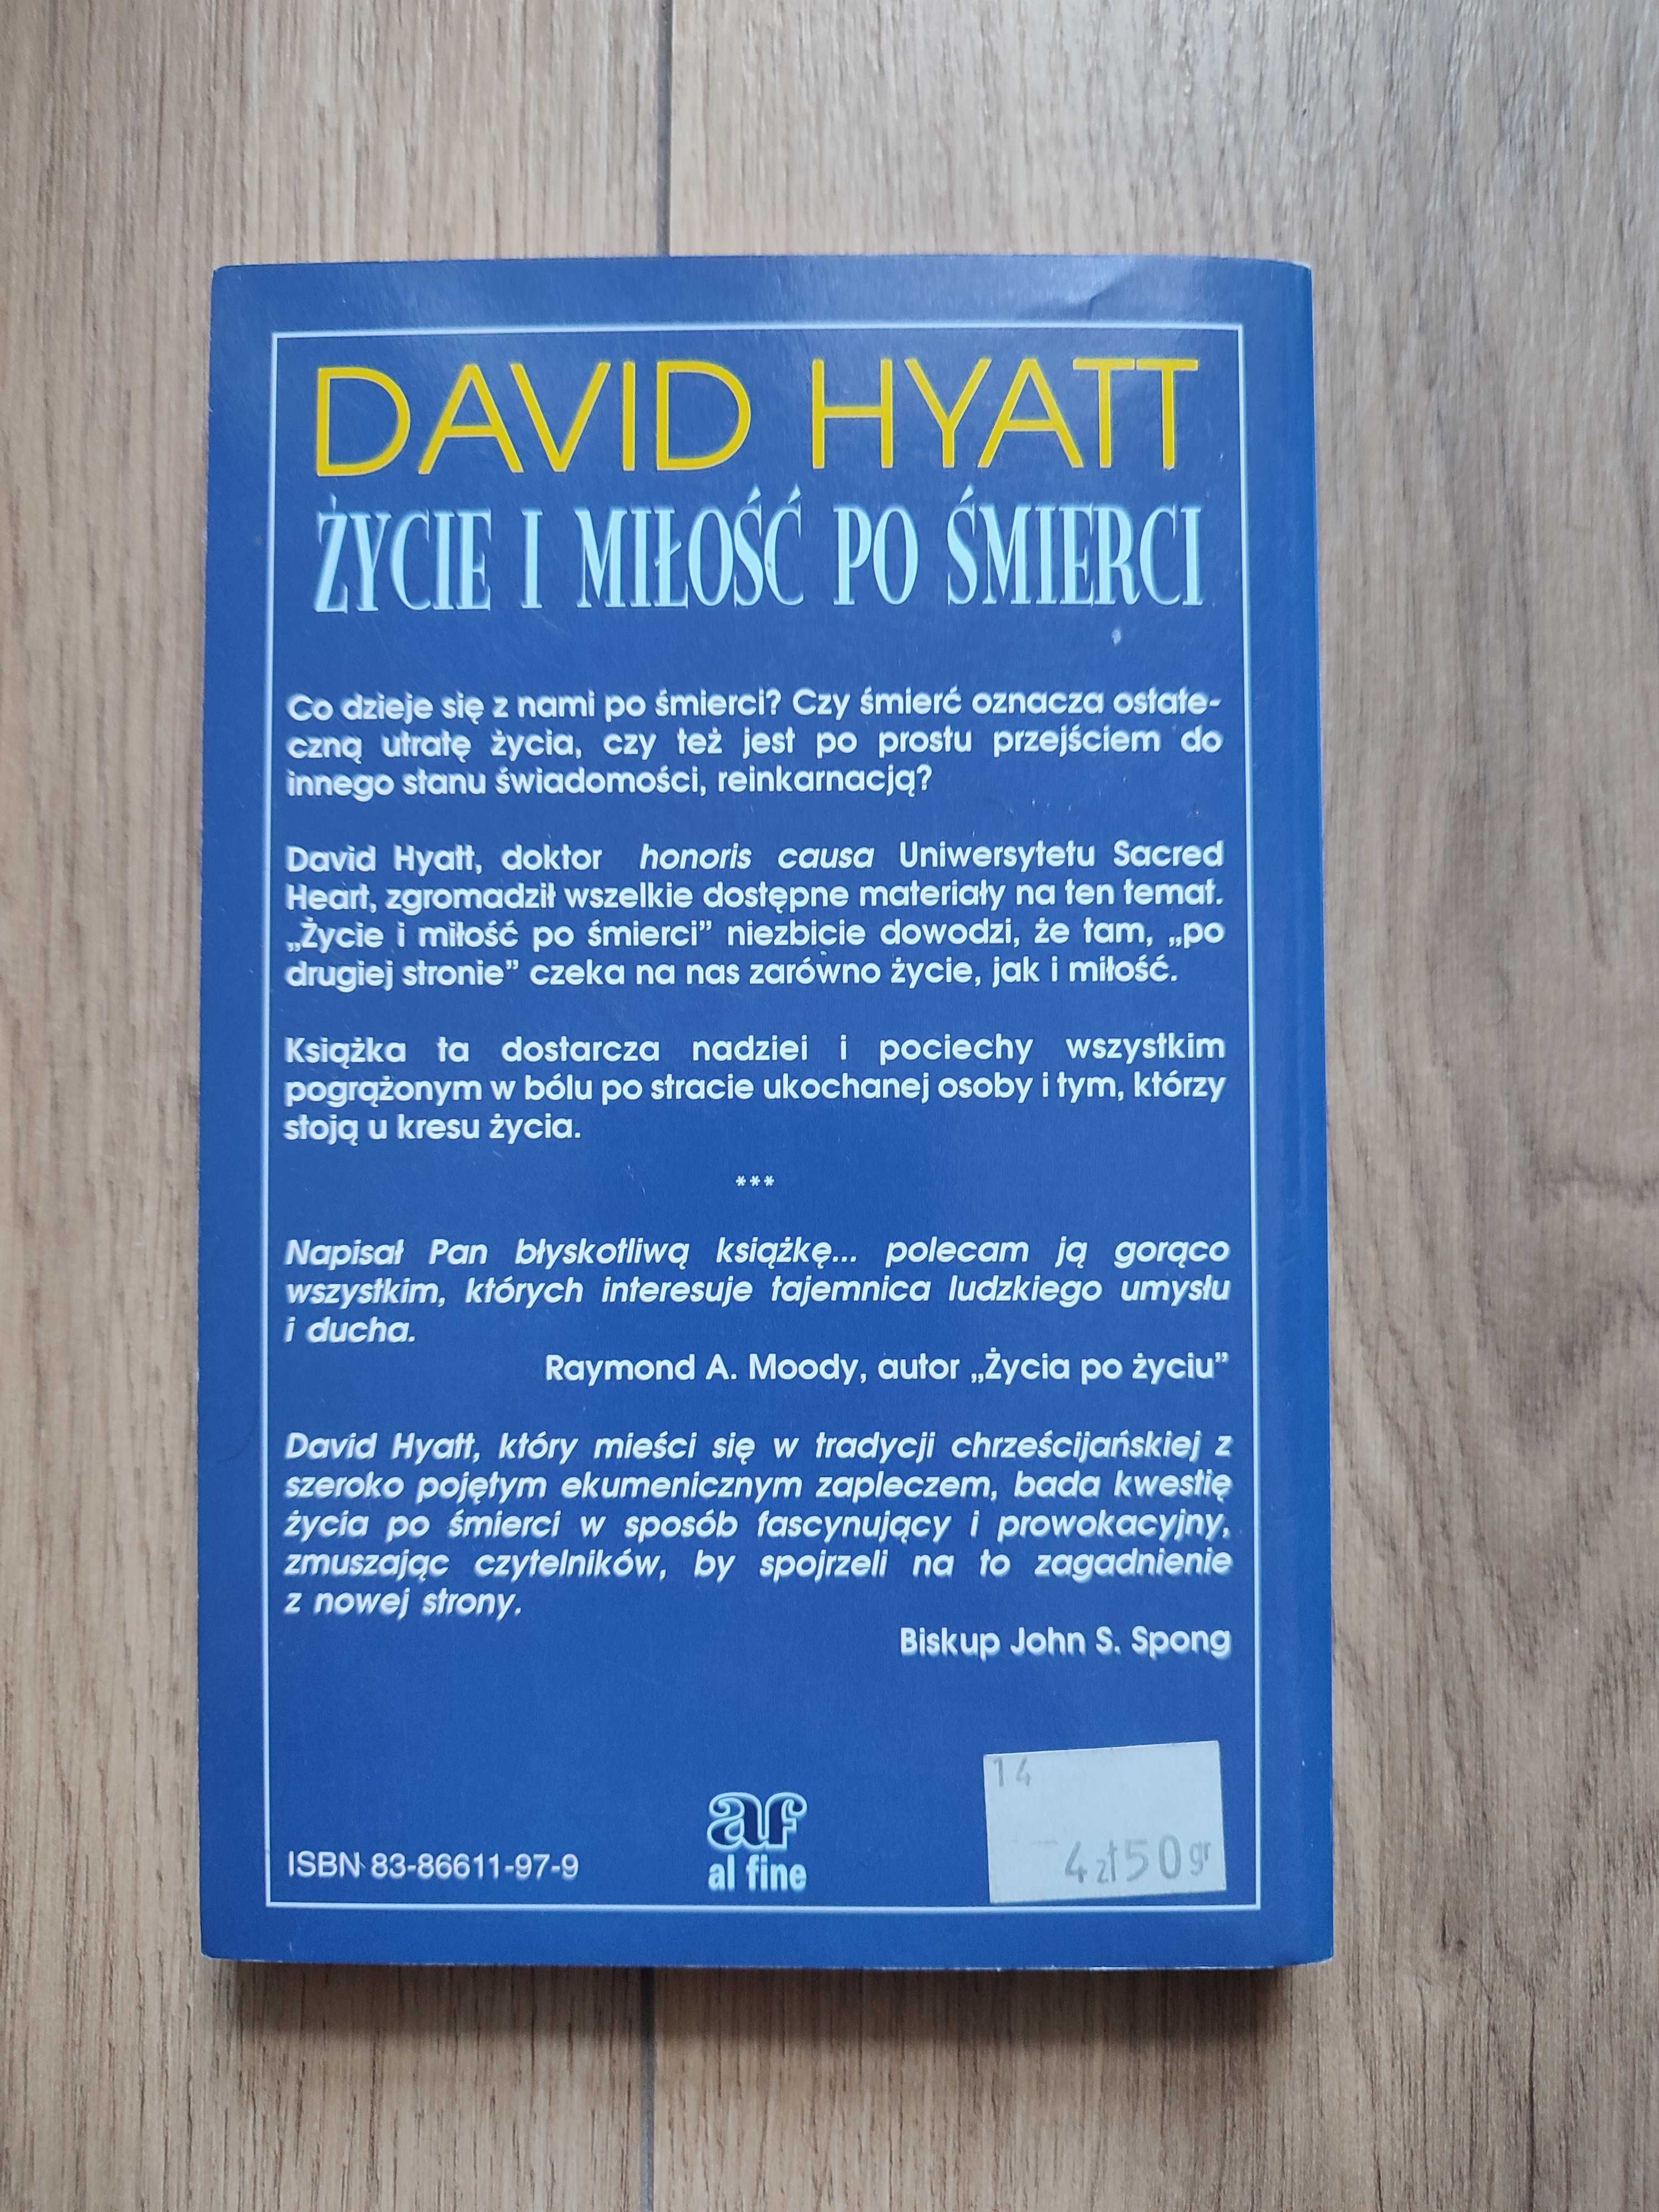 DAVID HYATT
ŻYCIE I MIŁOŚĆ PO ŚMIERCI
Co dzieje się z nami po śmierci? Czy śmierć oznacza ostate-
czną utratę życia, czy też jest po prostu przejściem do
innego stanu świadomości, reinkarnacją?
David Hyatt, doktor honoris causa Uniwersytetu Sacred
Heart, zgromadził wszelkie dostępne materiały na ten temat.
„Życie i miłość po śmierci” niezbicie dowodzi, że tam, „po
drugiej stronie” czeka na nas zarówno życie, jak i miłość.
Książka ta dostarcza nadziei i pociechy wszystkim
pogrążonym w bólu po stracie ukochanej osoby i tym, którzy
stoją u kresu życia.
***
Napisał Pan błyskotliwą książkę... polecam ją gorąco
wszystkim, których interesuje tajemnica ludzkiego umysłu
i ducha.
Raymond A. Moody, autor „Życia po życiu”
David Hyatt, który mieści się w tradycji chrześcijańskiej z
szeroko pojętym ekumenicznym zapleczem, bada kwestię
życia po śmierci w sposób fascynujący i prowokacyjny,
zmuszając czytelników, by spojrzeli na to zagadnienie
z nowej strony.
Biskup John S. Spong
14
4zł50gr
af
al fine
ISBN 83-86611-97-9